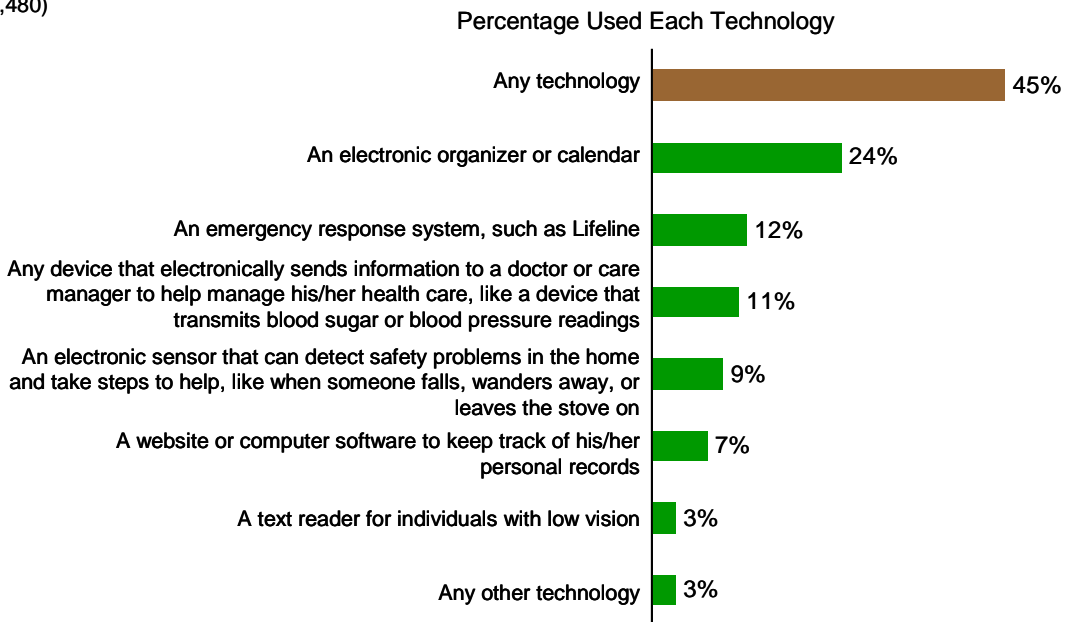 ,480)
Percentage Used Each Technology
Any technology
45%
An electronic organizer or calendar
24%
An emergency response system, such as Lifeline
12%
Any device that electronically sends information to a doctor or care
manager to help manage his/her health care, like a device that
transmits blood sugar or blood pressure readings
11%
An electronic sensor that can detect safety problems in the home
and take steps to help, like when someone falls, wanders away, or
leaves the stove on
9%
A website or computer software to keep track of his/her
personal records
7%
A text reader for individuals with low vision
3%
Any other technology
3%